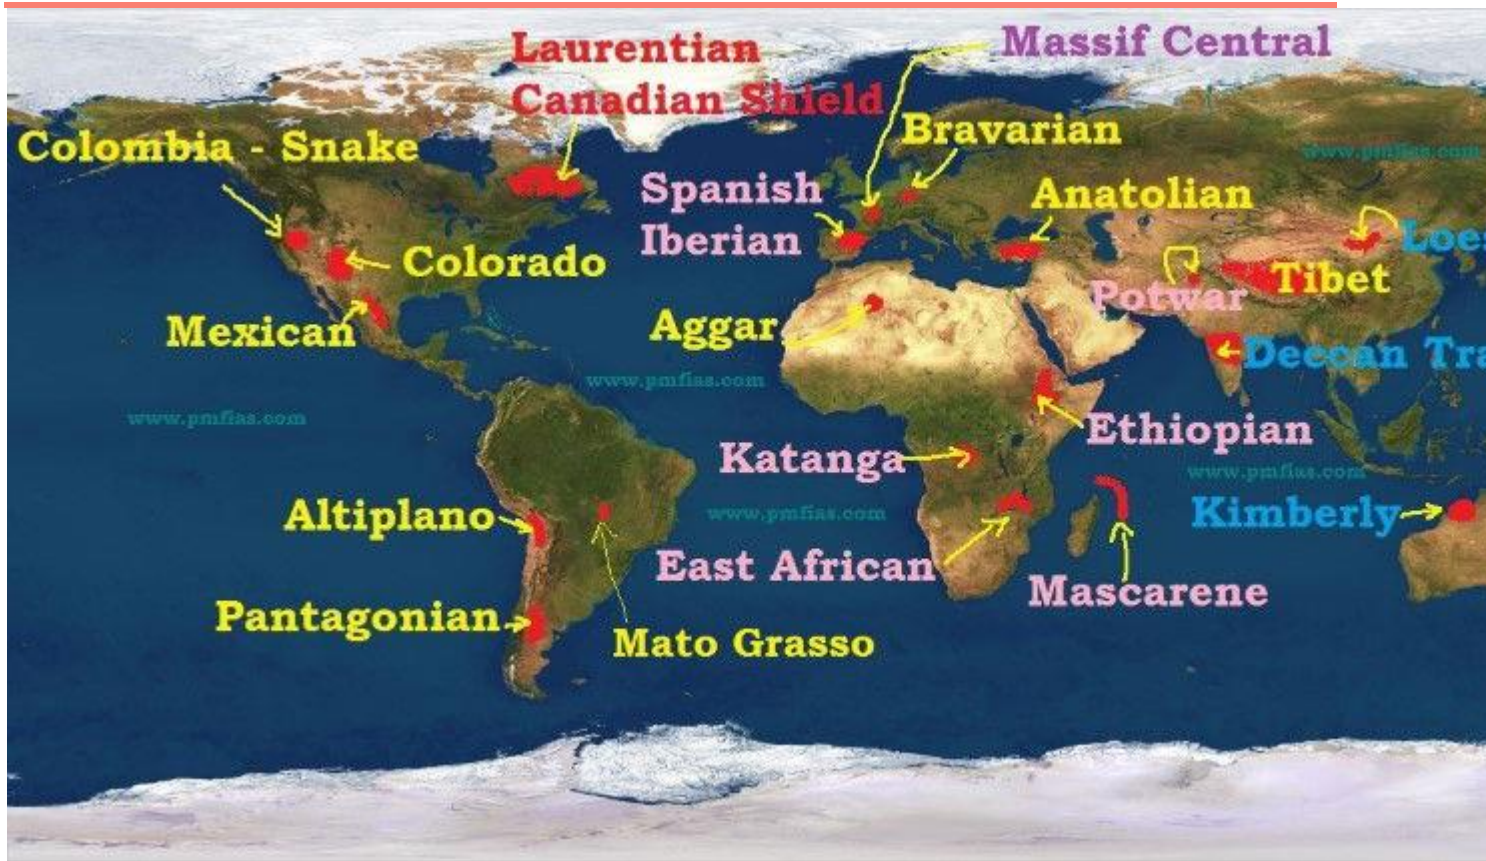 Laurentian
Canadian Shield
Massif Central
Colombia - Snake
Bravarian
www.pmfias.com
Spanish
Iberian
Anatolian
Loes
Colorado
Tibet
Potwar
Mexican
Aggar
Deccan Tra
www.pmfias.com
www.pmfias.com
Ethiopian
Katanga
www.pmfias.com
Altiplano
www.pmfias.com
Kimberly
East African
Mascarene
Pantagonian
Mato Grasso